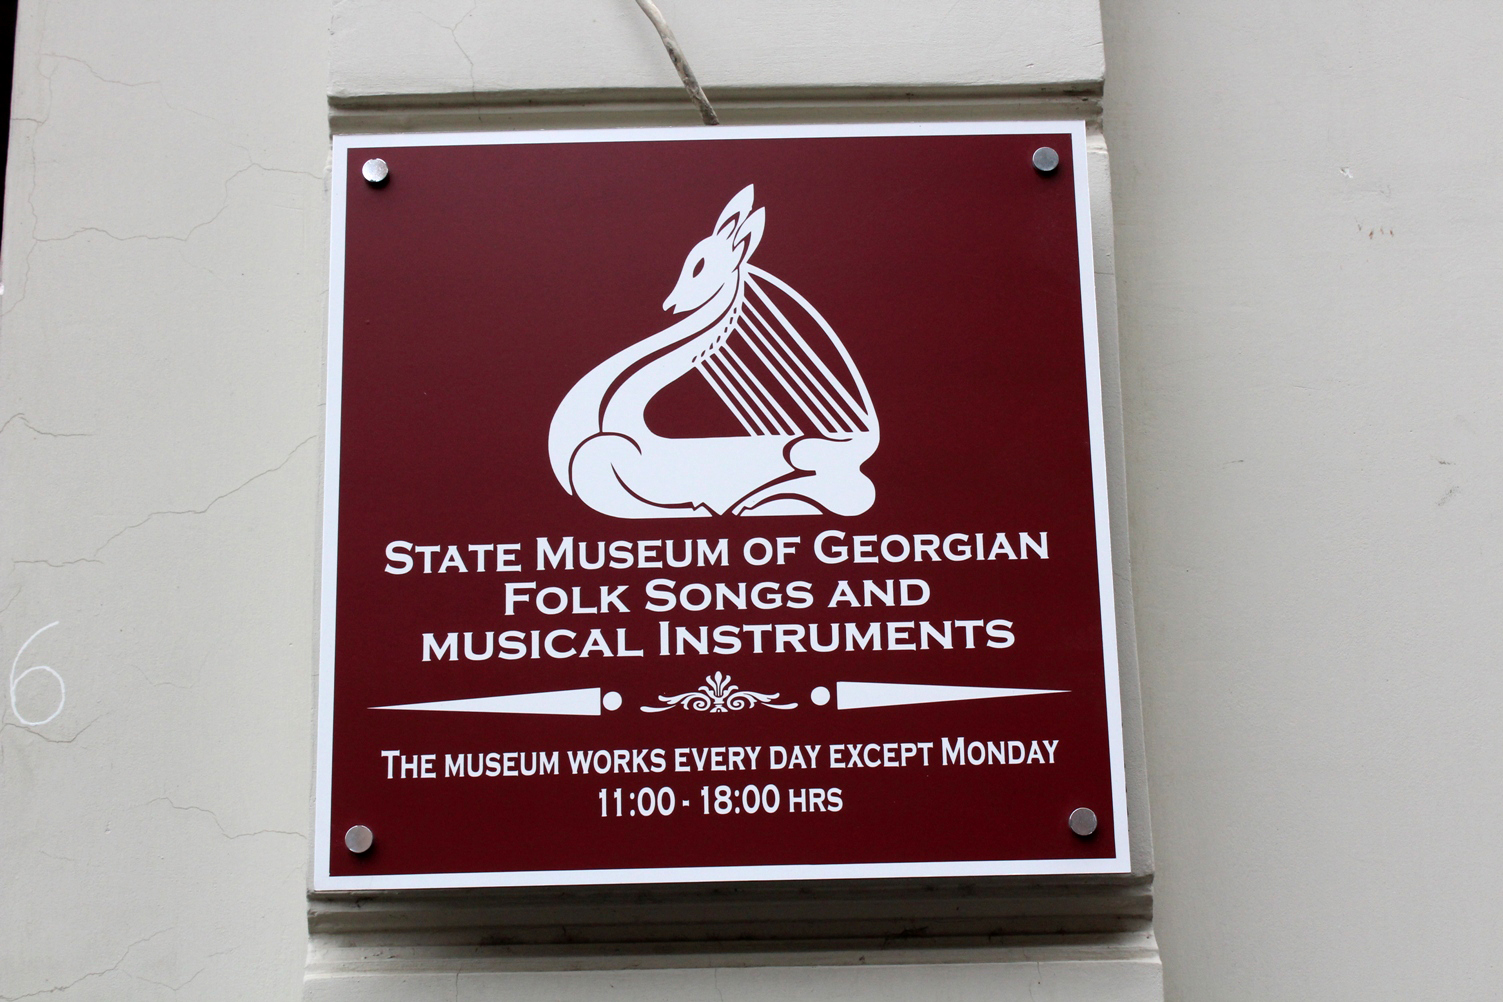 State Museum of Georgian
Folk Songs and
musical Instruments
The museum works every day except Monday
11:00 - 18:00 hrs
6